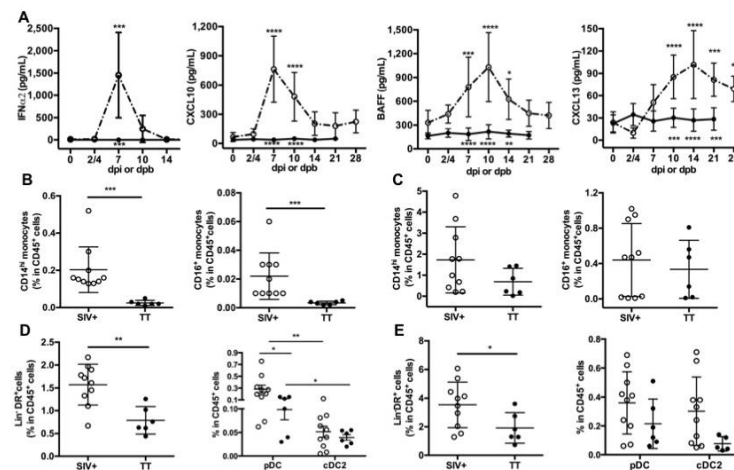 A
IFNα2 (pg/mL)
2,500
2,000
1,500
1,000
500
0
***
***
0 2/4 7 10 14
dpi or dpb
CXCL10 (pg/mL)
1,200
900
600
300
0
****
****
**** ****
0 2/4 7 10 14 21 28
dpi or dpb
BAFF (pg/mL)
1,500
1,200
900
600
300
0
***
****
*
**** **** **
0 2/4 7 10 14 21 28
dpi or dpb
CXCL13 (pg/mL)
150
120
90
60
30
0
****
****
***
*** **** ***
0 2/4 7 10 14 21 28
dpi or dpb
B
CD14hi monocytes
(% in CD45+ cells)
0.6
0.4
0.2
0.0
***
SIV+ TT
CD16+ monocytes
(% in CD45+ cells)
0.08
0.06
0.04
0.02
0.00
***
SIV+ TT
C
CD14hi monocytes
(% in CD45+ cells)
5
4
3
2
1
0
SIV+ TT
CD16+ monocytes
(% in CD45+ cells)
1.2
0.8
0.4
0.0
SIV+ TT
D
Lin-DR+cells
(% in CD45+ cells)
2.5
2.0
1.5
1.0
0.5
0.0
**
SIV+ TT
% in CD45+ cells
0.9
0.7
0.5
0.3
0.1
0.10
0.05
0.00
**
*
*
pDC cDC2
E
Lin-DR+ cells
(% in CD45+ cells)
8
6
4
2
0
*
SIV+ TT
% in CD45+ cells
0.8
0.6
0.4
0.2
0.0
pDC cDC2